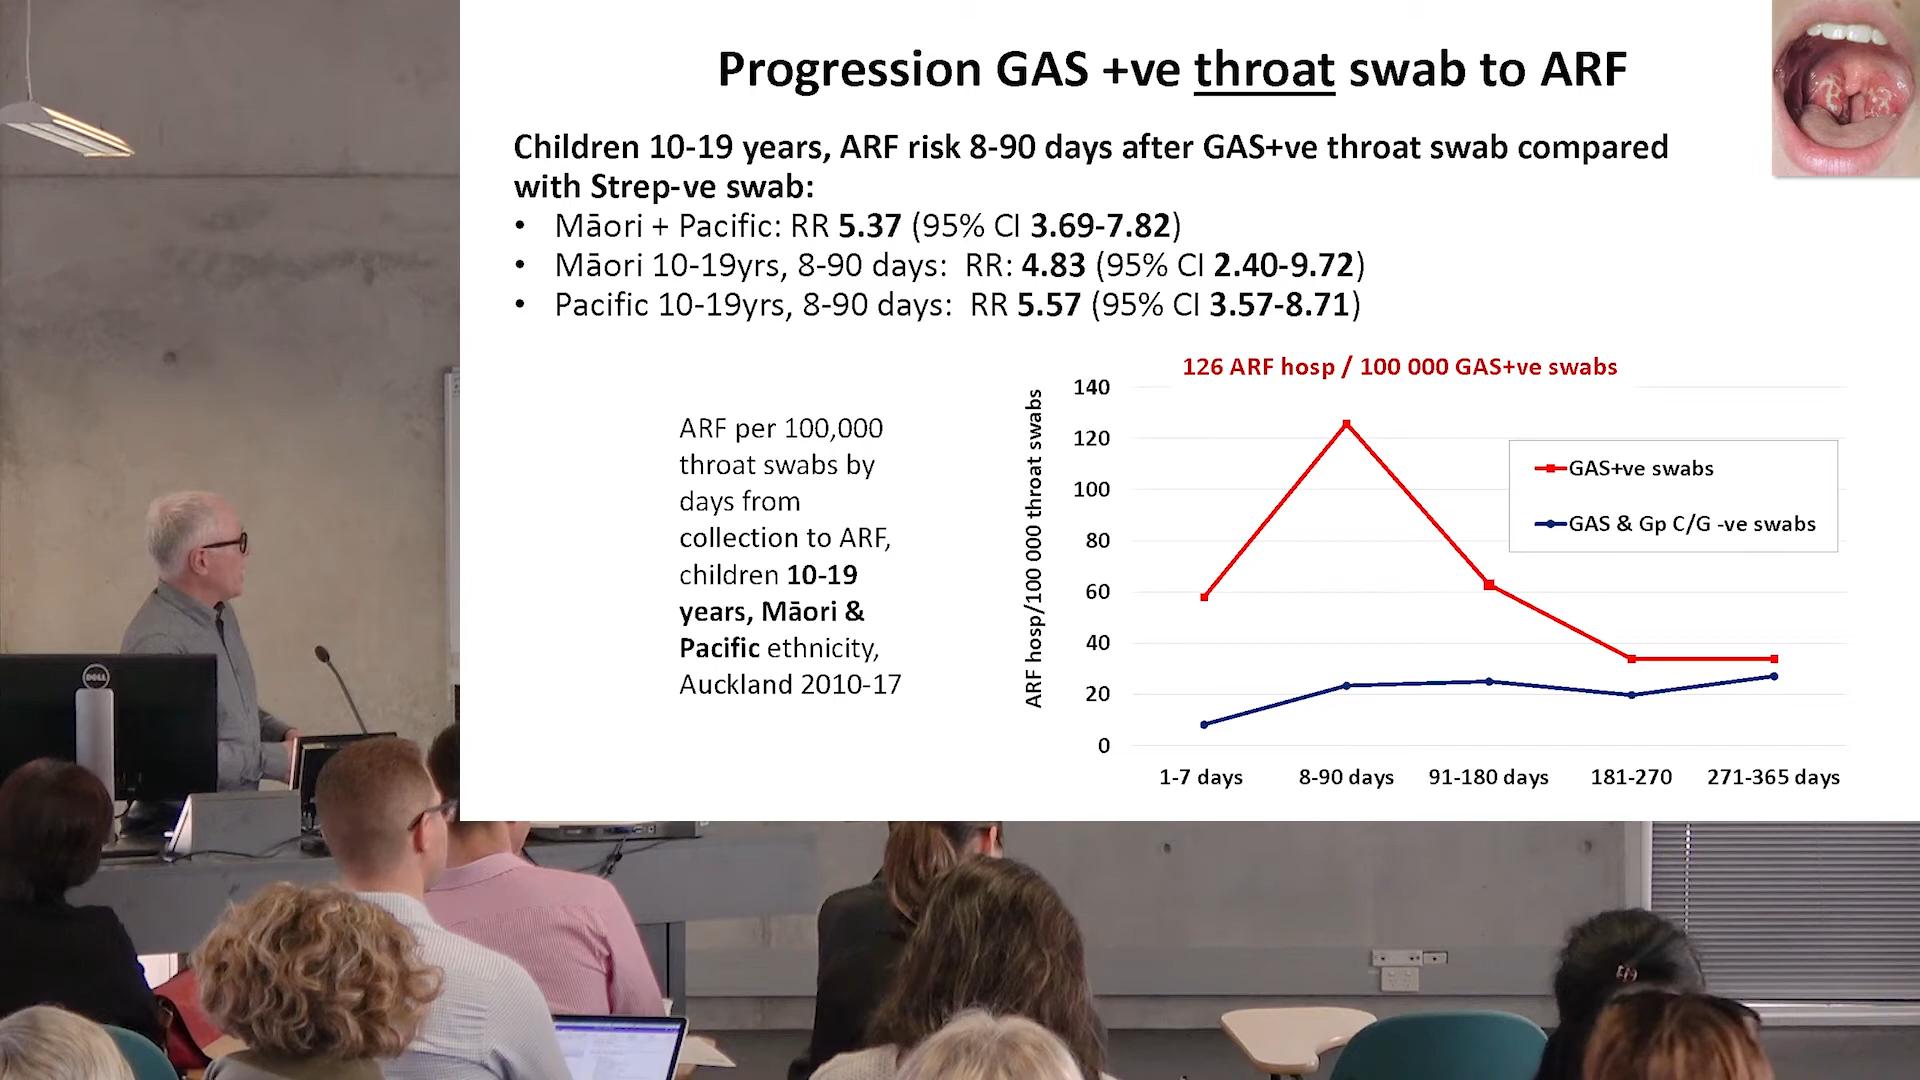 Progression GAS +ve throat swab to ARF
Children 10-19 years, ARF risk 8-90 days after GAS+ve throat swab compared
with Strep-ve swab:
• Māori + Pacific: RR 5.37 (95% CI 3.69-7.82)
• Māori 10-19yrs, 8-90 days:  RR: 4.83 (95% CI 2.40-9.72)
• Pacific 10-19yrs, 8-90 days:  RR 5.57 (95% CI 3.57-8.71)
ARF per 100,000
throat swabs by
days from
collection to ARF,
children 10-19
years, Māori &
Pacific ethnicity,
Auckland 2010-17
126 ARF hosp / 100 000 GAS+ve swabs
ARF hosp/100 000 throat swabs
140
120
100
80
60
40
20
0
GAS+ve swabs
GAS & Gp C/G -ve swabs
1-7 days
8-90 days
91-180 days
181-270
271-365 days
DELL